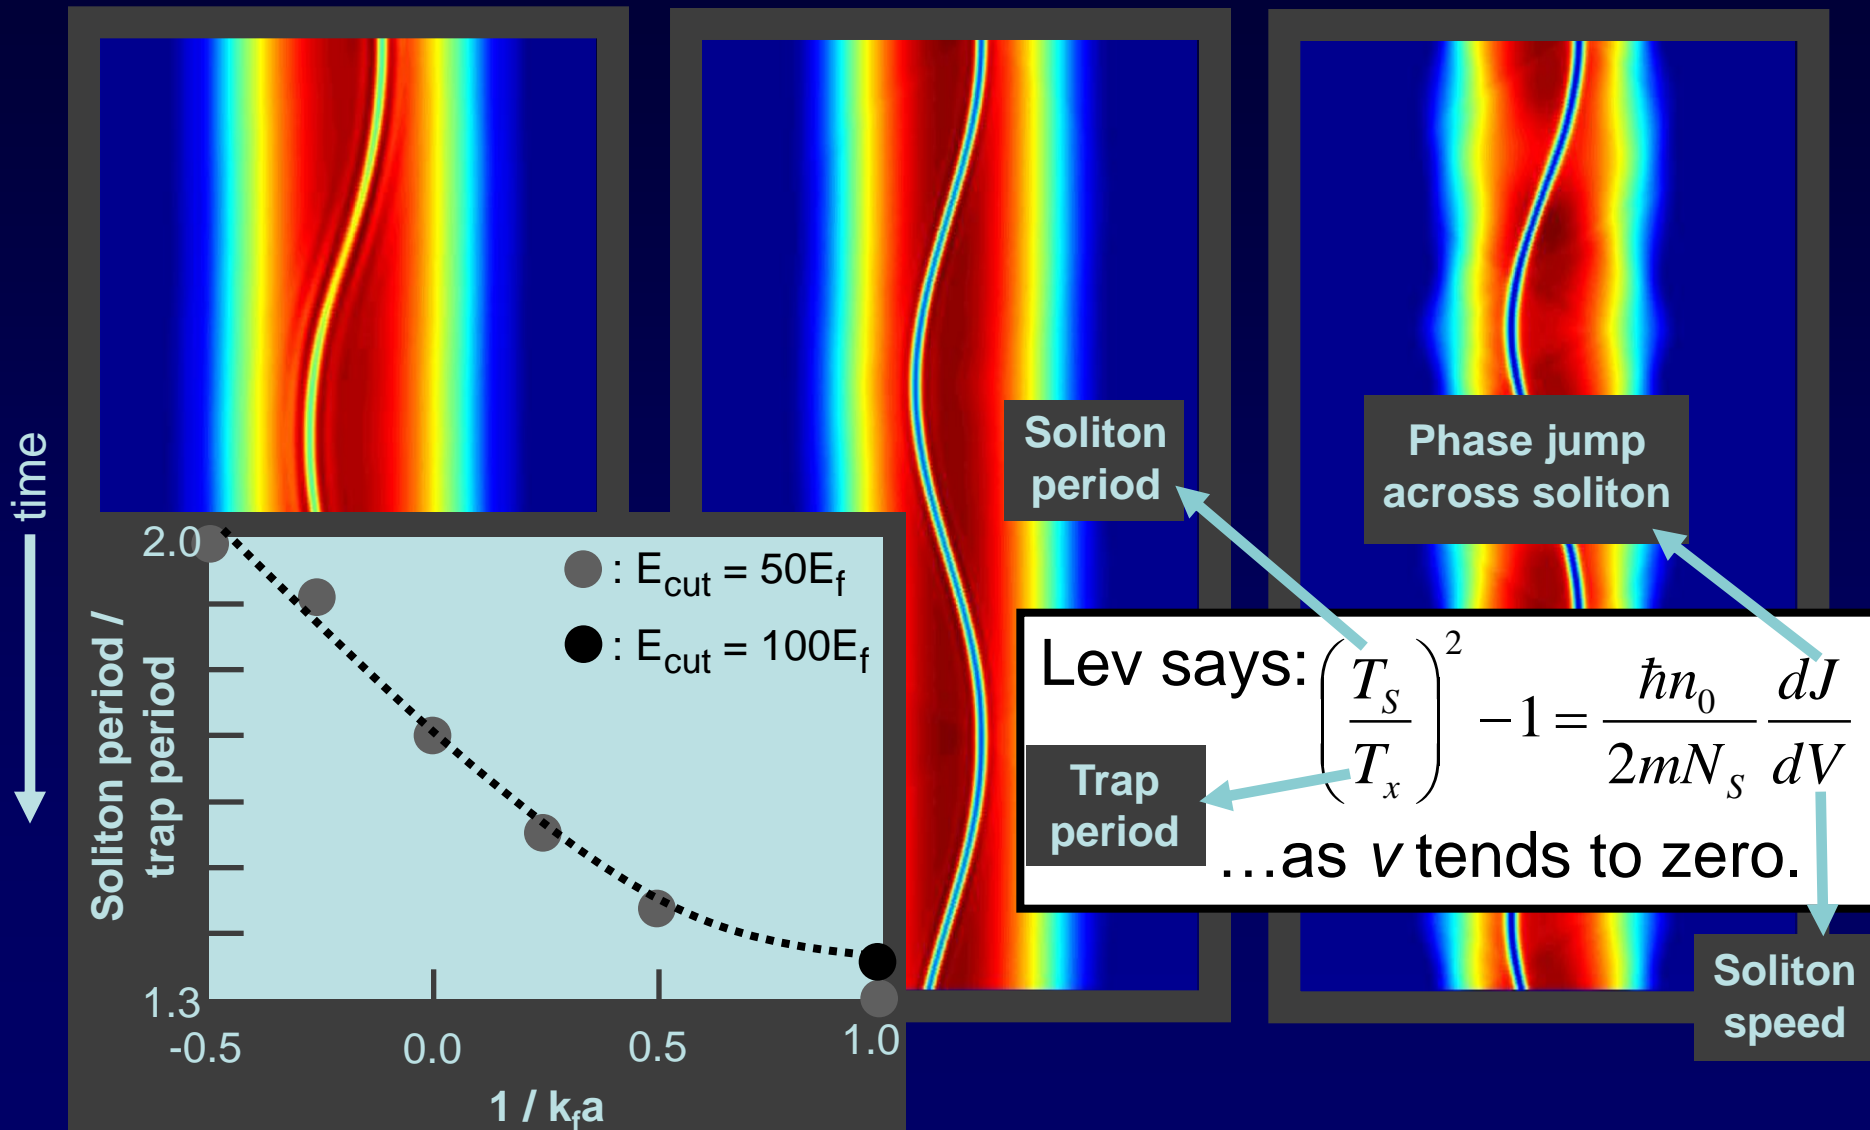 time
Soliton
period
Phase jump
across soliton
Lev says: (T_S / T_x)^2 − 1 = ħn_0 / 2mN_S dJ / dV
Trap
period
…as v tends to zero.
Soliton
speed
Soliton period /
trap period
2.0
1.3
: E_cut = 50E_f
: E_cut = 100E_f
-0.5 0.0 0.5 1.0
1 / k_fa